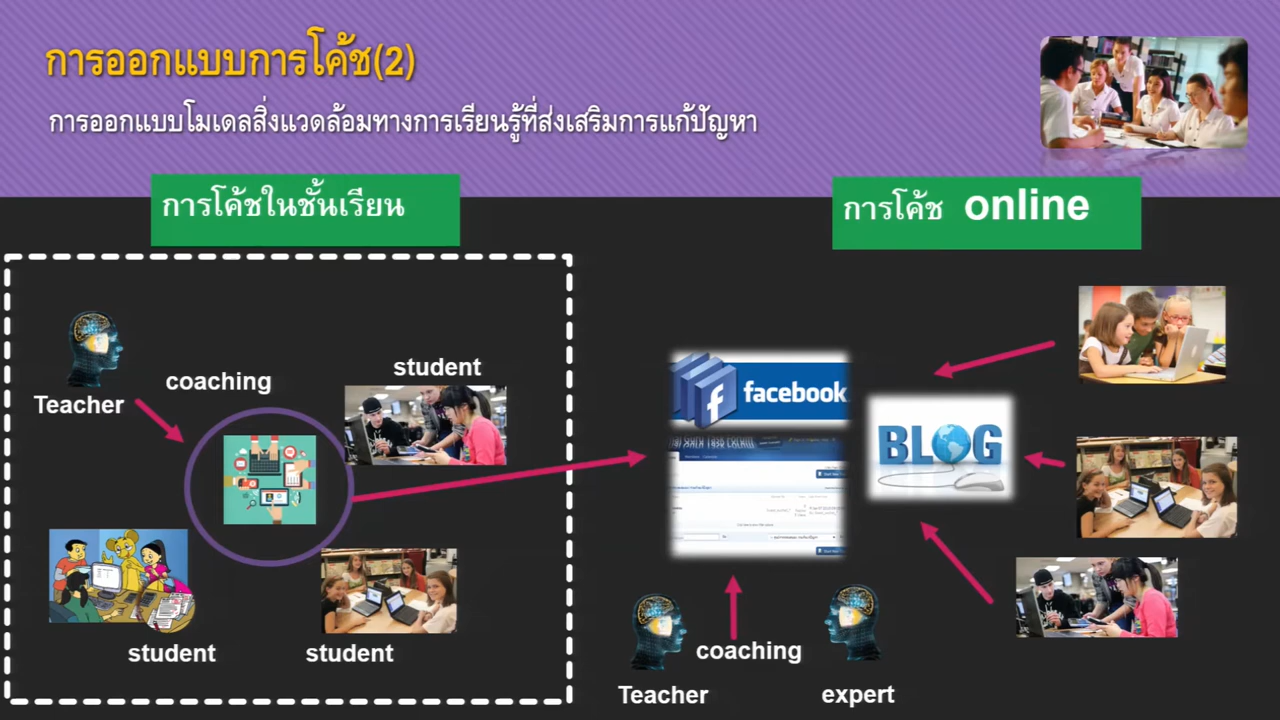 การออกแบบการโค้ช(2)
การออกแบบโมเดลสิ่งแวดล้อมทางการเรียนรู้ที่ส่งเสริมการแก้ปัญหา
การโค้ชในชั้นเรียน
การโค้ช online
Teacher
coaching
student
student
student
facebook
BLOG
coaching
Teacher
expert